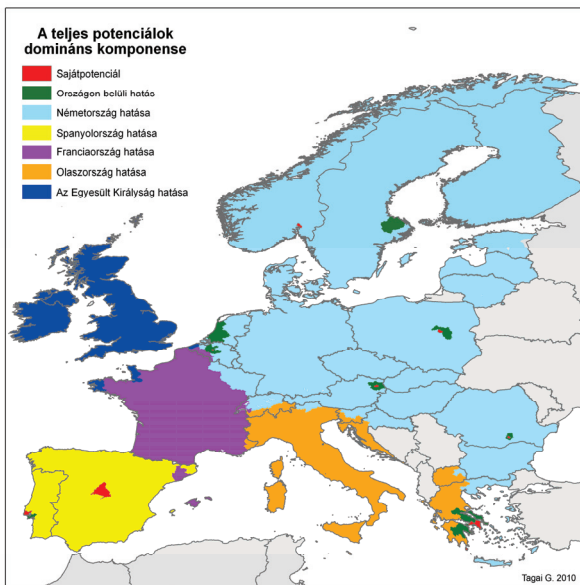 A teljes potenciálok
domináns komponense
Sajátpotenciál
Országon belüli hatás
Németország hatása
Spanyolország hatása
Franciaország hatása
Olaszország hatása
Az Egyesült Királyság hatása
Tagai G. 2010